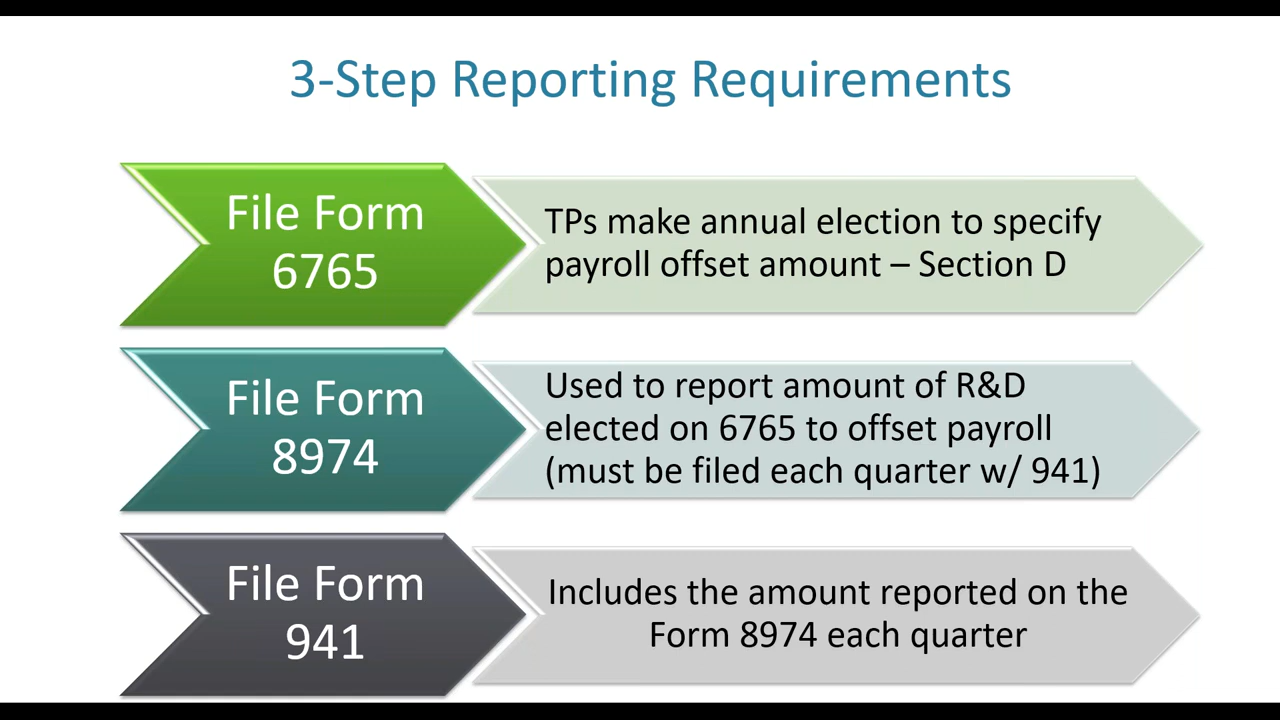 3-Step Reporting Requirements
File Form
6765
TPs make annual election to specify
payroll offset amount – Section D
File Form
8974
Used to report amount of R&D
elected on 6765 to offset payroll
(must be filed each quarter w/ 941)
File Form
941
Includes the amount reported on the
Form 8974 each quarter